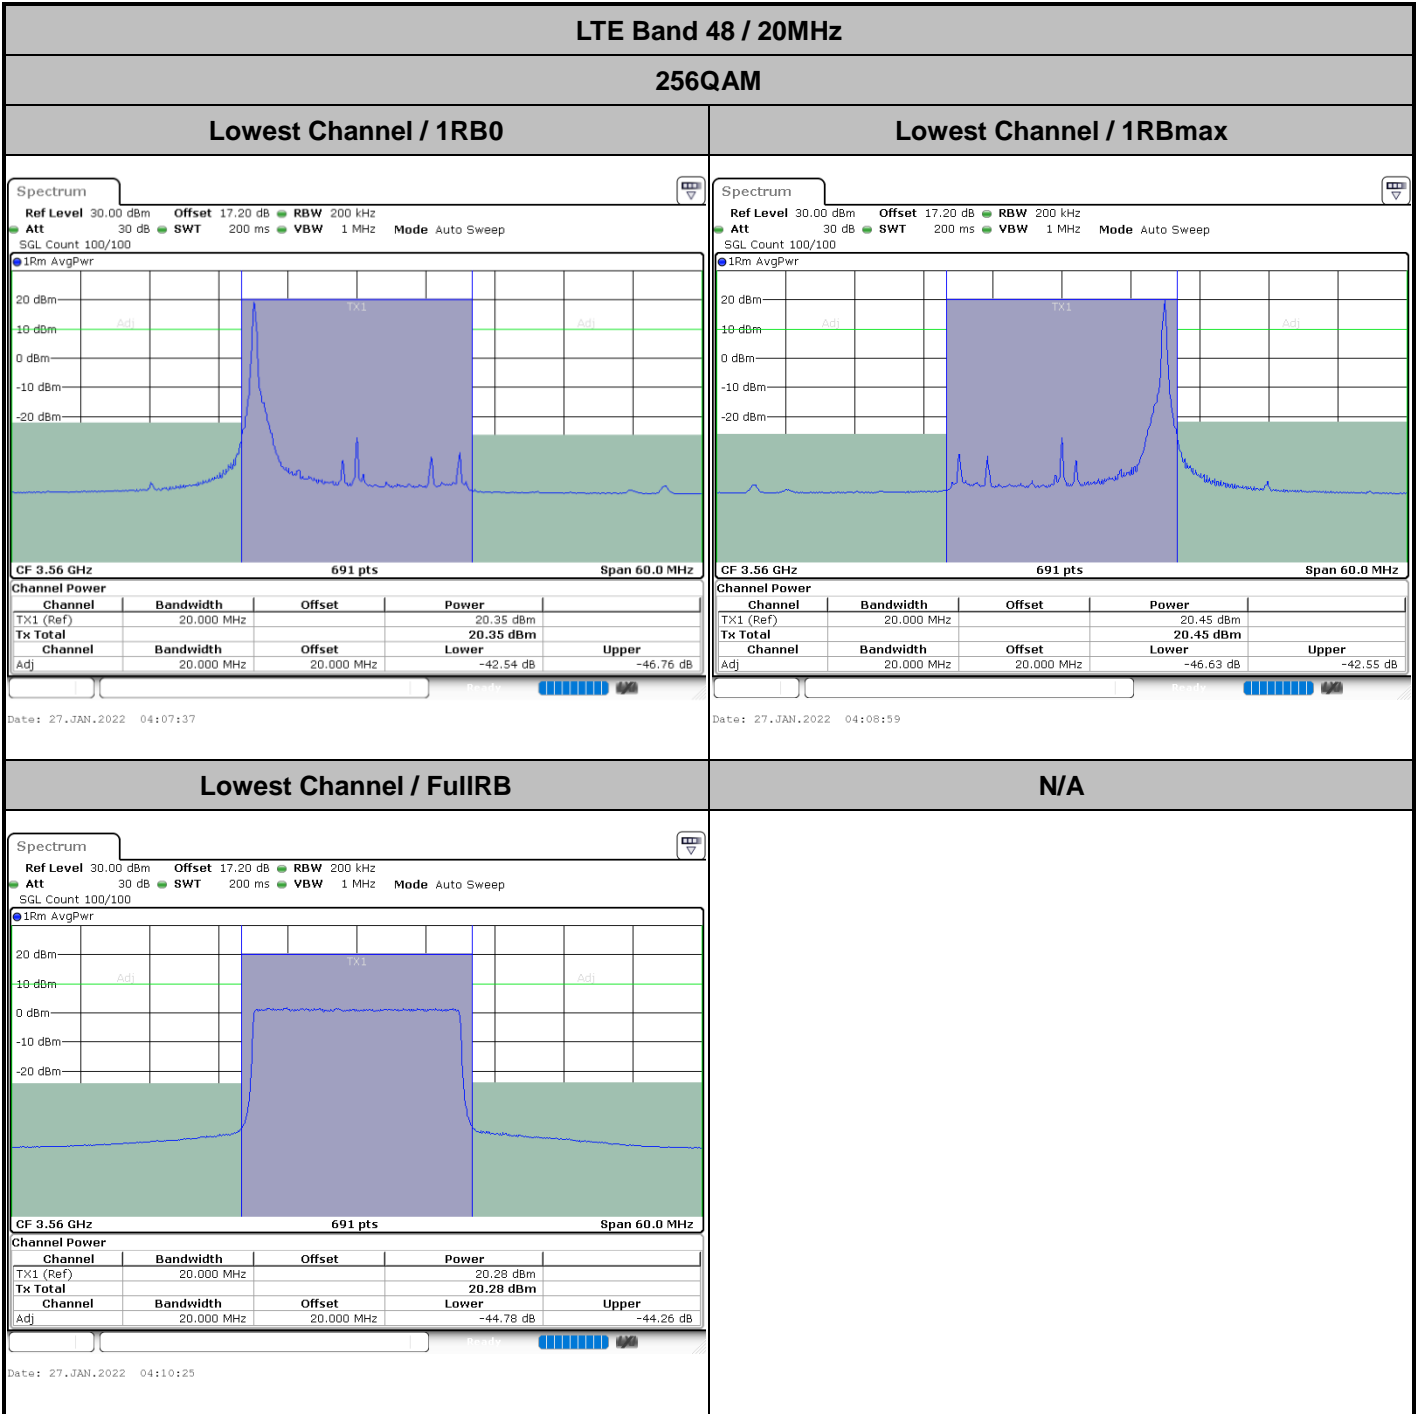 LTE Band 48 / 20MHz
256QAM
Lowest Channel / 1RB0
Lowest Channel / 1RBmax
Spectrum
Ref Level 30.00 dBm Offset 17.20 dB RBW 200 kHz
Att 30 dB SWT 200 ms VBW 1 MHz Mode Auto Sweep
SGL Count 100/100
1Rm AvgPwr
20 dBm
10 dBm
0 dBm
-10 dBm
-20 dBm
Adj
TX1
Adj
CF 3.56 GHz 691 pts Span 60.0 MHz
Channel Power
Channel Bandwidth Offset Power
TX1 (Ref) 20.000 MHz 20.35 dBm
Tx Total 20.35 dBm
Channel Bandwidth Offset Lower Upper
Adj 20.000 MHz 20.000 MHz -42.54 dB -46.76 dB
Ready
Date: 27.JAN.2022 04:07:37
Spectrum
Ref Level 30.00 dBm Offset 17.20 dB RBW 200 kHz
Att 30 dB SWT 200 ms VBW 1 MHz Mode Auto Sweep
SGL Count 100/100
1Rm AvgPwr
20 dBm
10 dBm
0 dBm
-10 dBm
-20 dBm
Adj
TX1
Adj
CF 3.56 GHz 691 pts Span 60.0 MHz
Channel Power
Channel Bandwidth Offset Power
TX1 (Ref) 20.000 MHz 20.45 dBm
Tx Total 20.45 dBm
Channel Bandwidth Offset Lower Upper
Adj 20.000 MHz 20.000 MHz -46.63 dB -42.55 dB
Ready
Date: 27.JAN.2022 04:08:59
Lowest Channel / FullRB
N/A
Spectrum
Ref Level 30.00 dBm Offset 17.20 dB RBW 200 kHz
Att 30 dB SWT 200 ms VBW 1 MHz Mode Auto Sweep
SGL Count 100/100
1Rm AvgPwr
20 dBm
10 dBm
0 dBm
-10 dBm
-20 dBm
Adj
TX1
Adj
CF 3.56 GHz 691 pts Span 60.0 MHz
Channel Power
Channel Bandwidth Offset Power
TX1 (Ref) 20.000 MHz 20.28 dBm
Tx Total 20.28 dBm
Channel Bandwidth Offset Lower Upper
Adj 20.000 MHz 20.000 MHz -44.78 dB -44.26 dB
Ready
Date: 27.JAN.2022 04:10:25